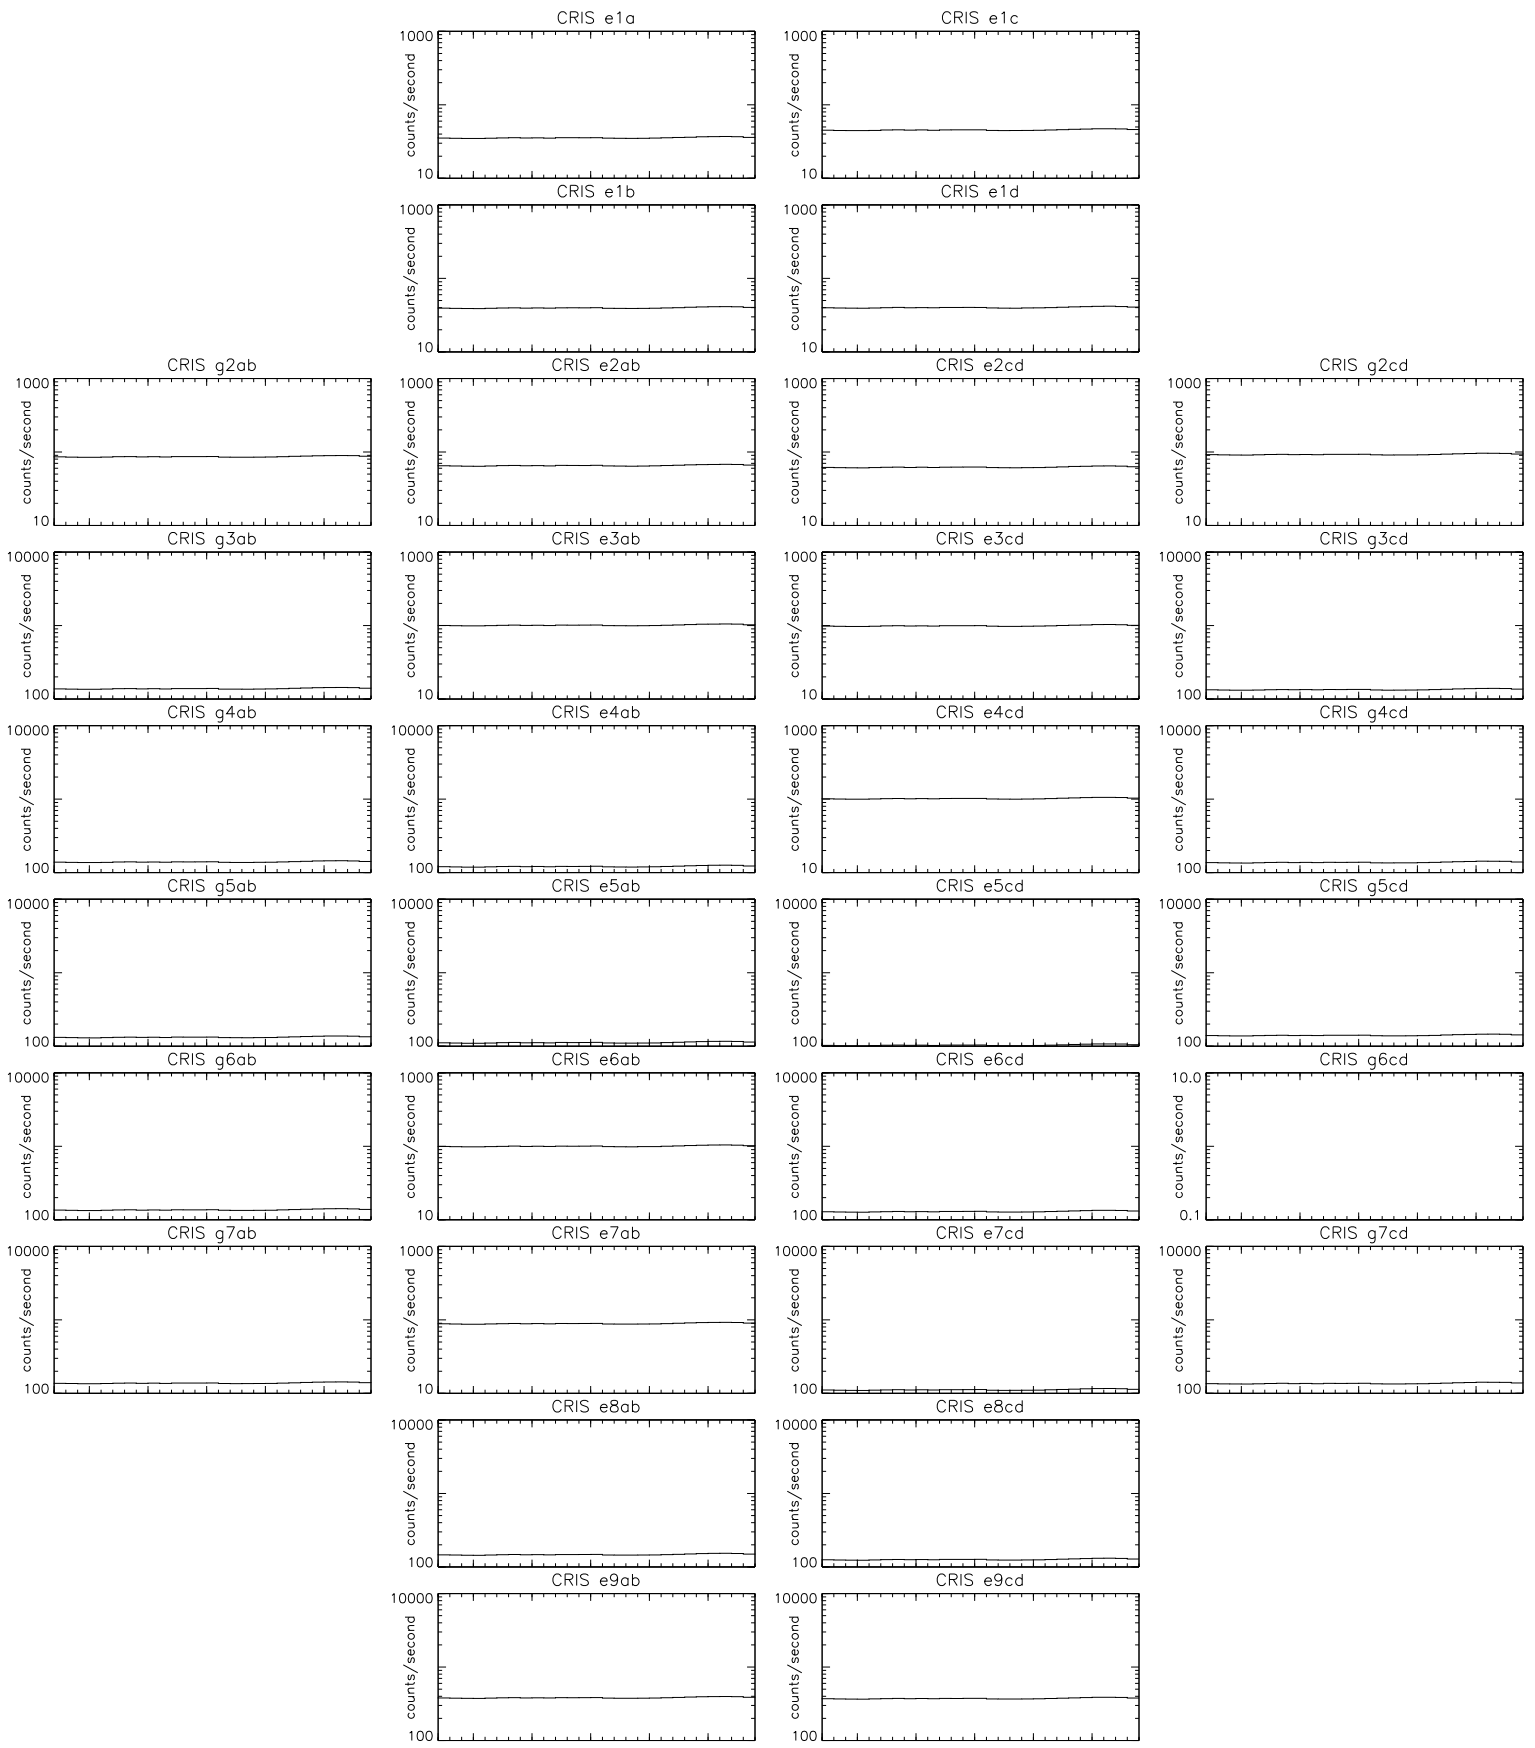 CRIS e1a
1000
counts/second
10
CRIS e1c
1000
counts/second
10
CRIS e1b
1000
counts/second
10
CRIS e1d
1000
counts/second
10
CRIS g2ab
1000
counts/second
10
CRIS e2ab
1000
counts/second
10
CRIS e2cd
1000
counts/second
10
CRIS g2cd
1000
counts/second
10
CRIS g3ab
10000
counts/second
100
CRIS e3ab
1000
counts/second
10
CRIS e3cd
1000
counts/second
10
CRIS g3cd
10000
counts/second
100
CRIS g4ab
10000
counts/second
100
CRIS e4ab
10000
counts/second
100
CRIS e4cd
1000
counts/second
10
CRIS g4cd
10000
counts/second
100
CRIS g5ab
10000
counts/second
100
CRIS e5ab
10000
counts/second
100
CRIS e5cd
10000
counts/second
100
CRIS g5cd
10000
counts/second
100
CRIS g6ab
10000
counts/second
100
CRIS e6ab
1000
counts/second
10
CRIS e6cd
10000
counts/second
100
CRIS g6cd
10.0
counts/second
0.1
CRIS g7ab
10000
counts/second
100
CRIS e7ab
1000
counts/second
10
CRIS e7cd
10000
counts/second
100
CRIS g7cd
10000
counts/second
100
CRIS e8ab
10000
counts/second
100
CRIS e8cd
10000
counts/second
100
CRIS e9ab
10000
counts/second
100
CRIS e9cd
10000
counts/second
100